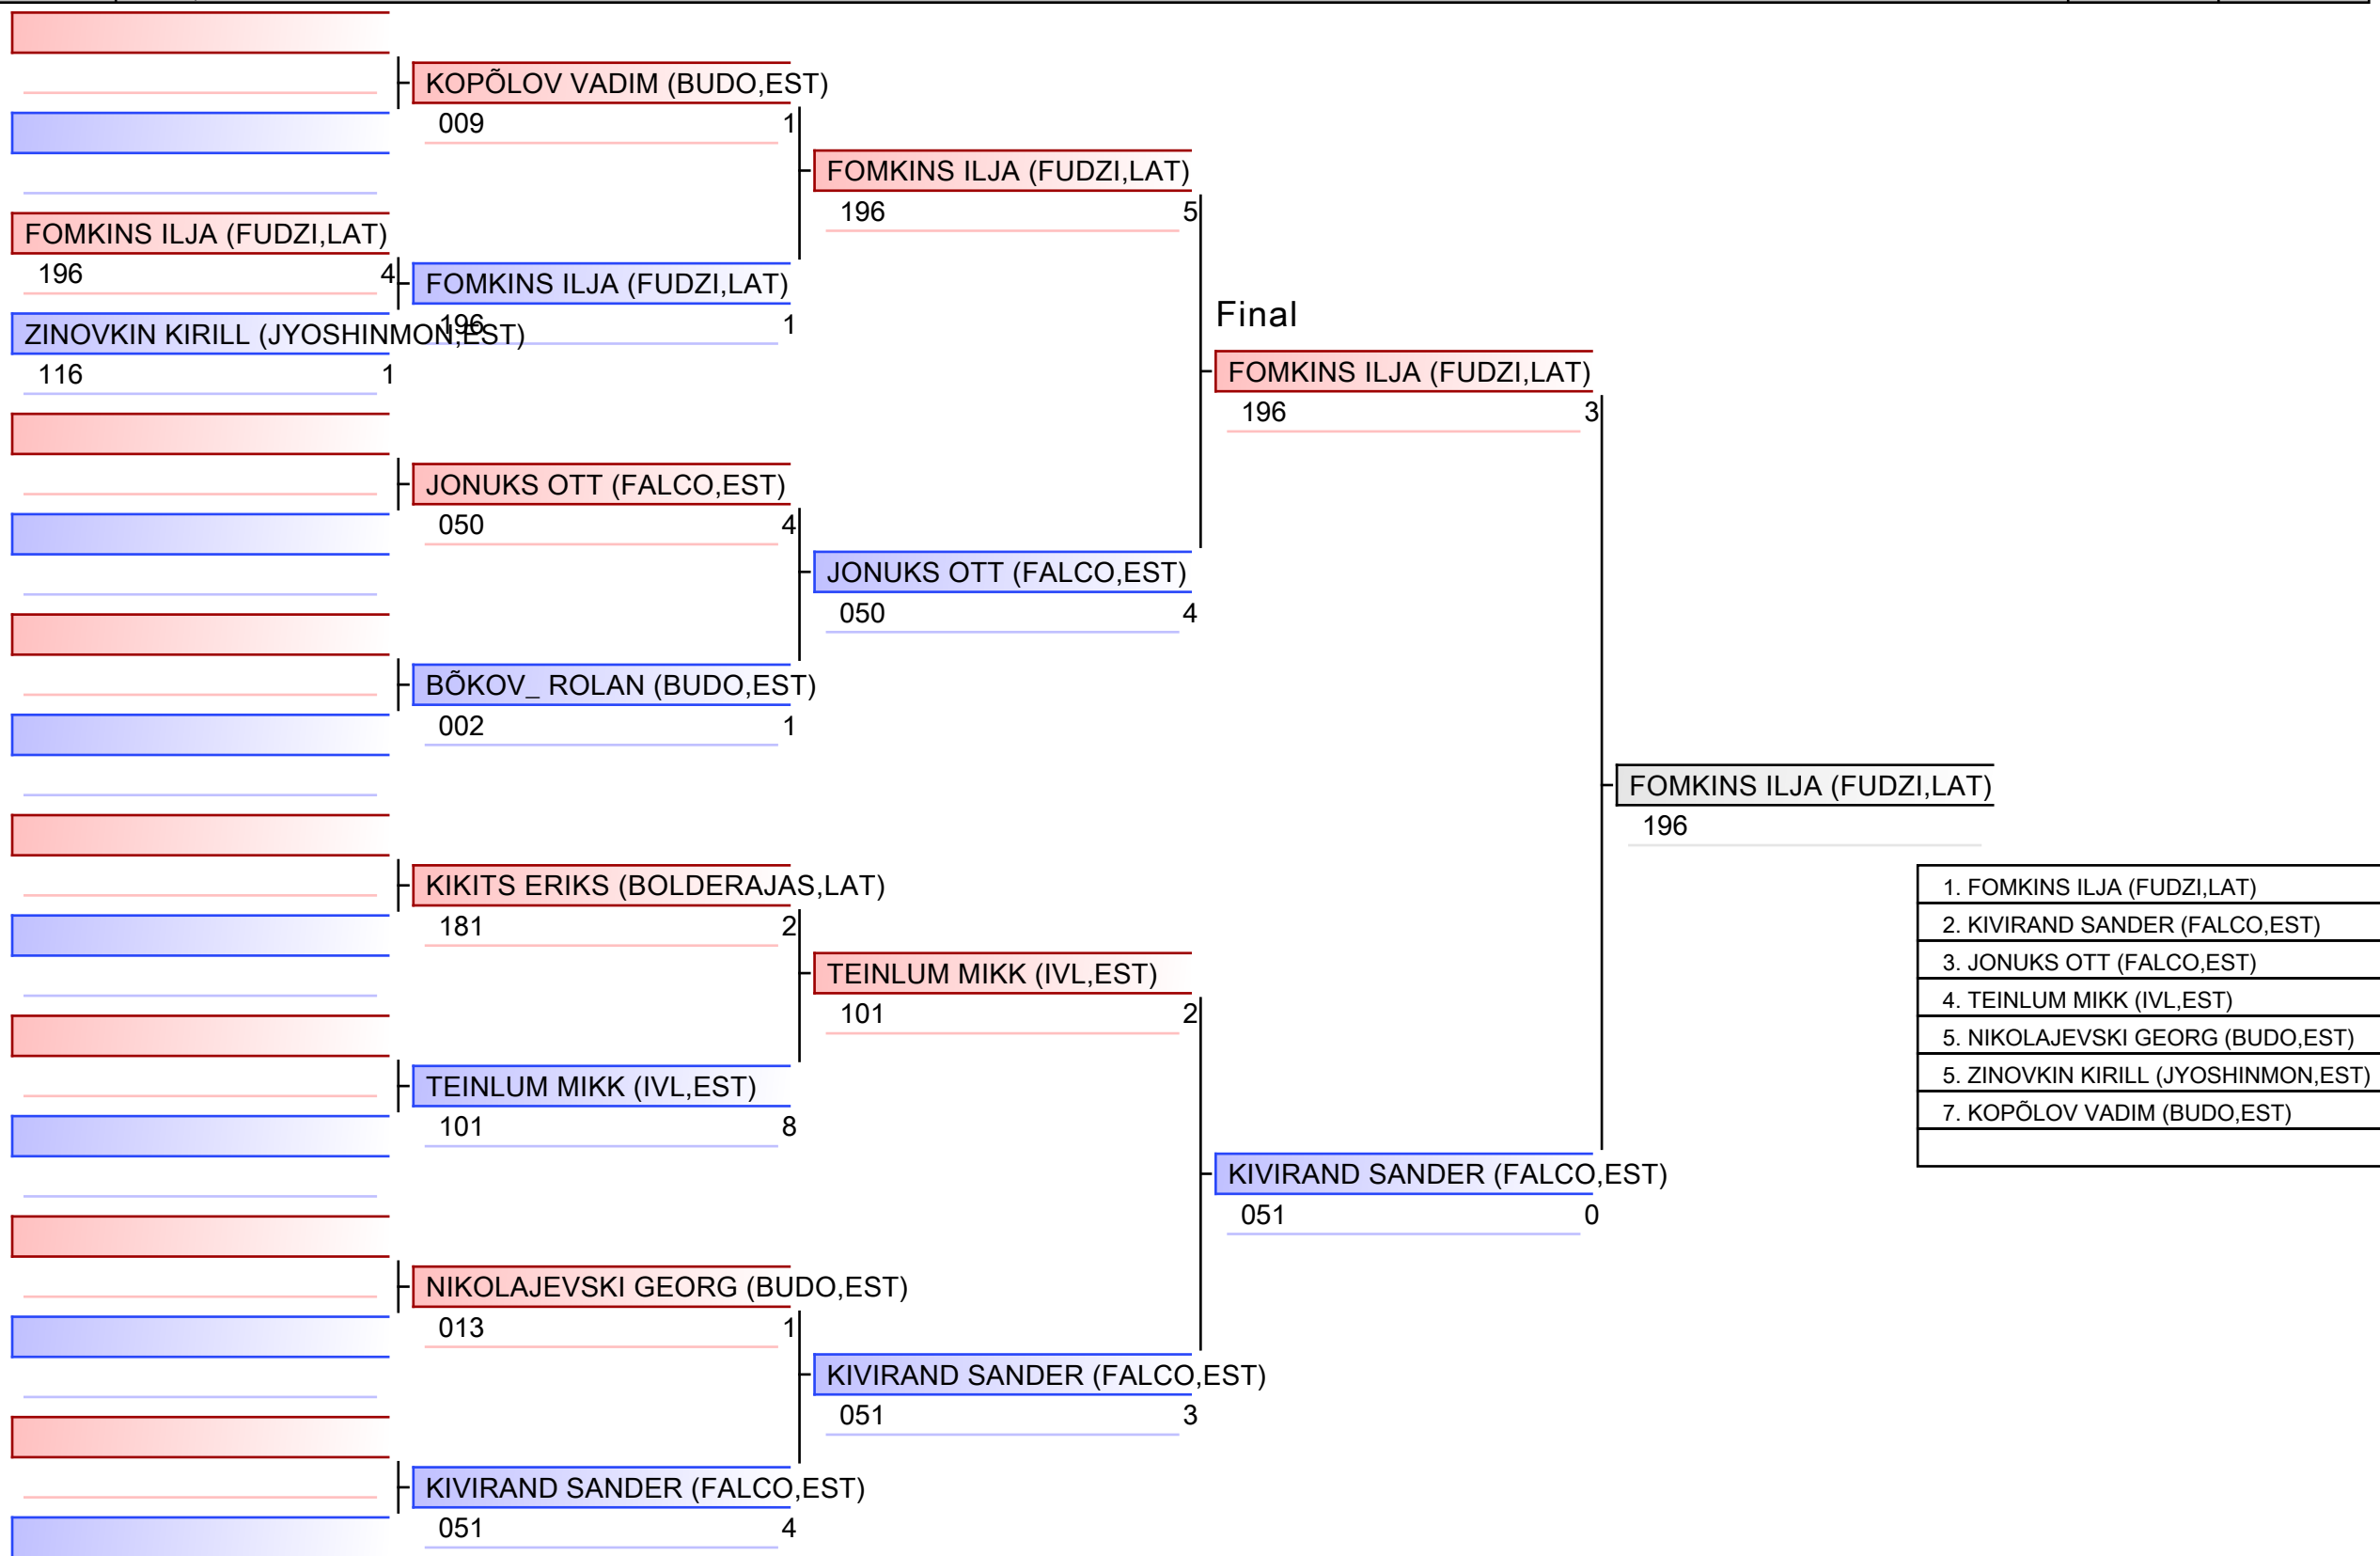 KOPÕLOV VADIM (BUDO,EST)
009 1
FOMKINS ILJA (FUDZI,LAT)
196 5
FOMKINS ILJA (FUDZI,LAT)
196 4
FOMKINS ILJA (FUDZI,LAT)
196 1
ZINOVKIN KIRILL (JYOSHINMON,EST)
116 1
Final
FOMKINS ILJA (FUDZI,LAT)
196 3
JONUKS OTT (FALCO,EST)
050 4
JONUKS OTT (FALCO,EST)
050 4
BÕKOV_ ROLAN (BUDO,EST)
002 1
FOMKINS ILJA (FUDZI,LAT)
196
KIKITS ERIKS (BOLDERAJAS,LAT)
181 2
TEINLUM MIKK (IVL,EST)
101 2
TEINLUM MIKK (IVL,EST)
101 8
KIVIRAND SANDER (FALCO,EST)
051 0
NIKOLAJEVSKI GEORG (BUDO,EST)
013 1
KIVIRAND SANDER (FALCO,EST)
051 3
KIVIRAND SANDER (FALCO,EST)
051 4
1. FOMKINS ILJA (FUDZI,LAT)
2. KIVIRAND SANDER (FALCO,EST)
3. JONUKS OTT (FALCO,EST)
4. TEINLUM MIKK (IVL,EST)
5. NIKOLAJEVSKI GEORG (BUDO,EST)
5. ZINOVKIN KIRILL (JYOSHINMON,EST)
7. KOPÕLOV VADIM (BUDO,EST)